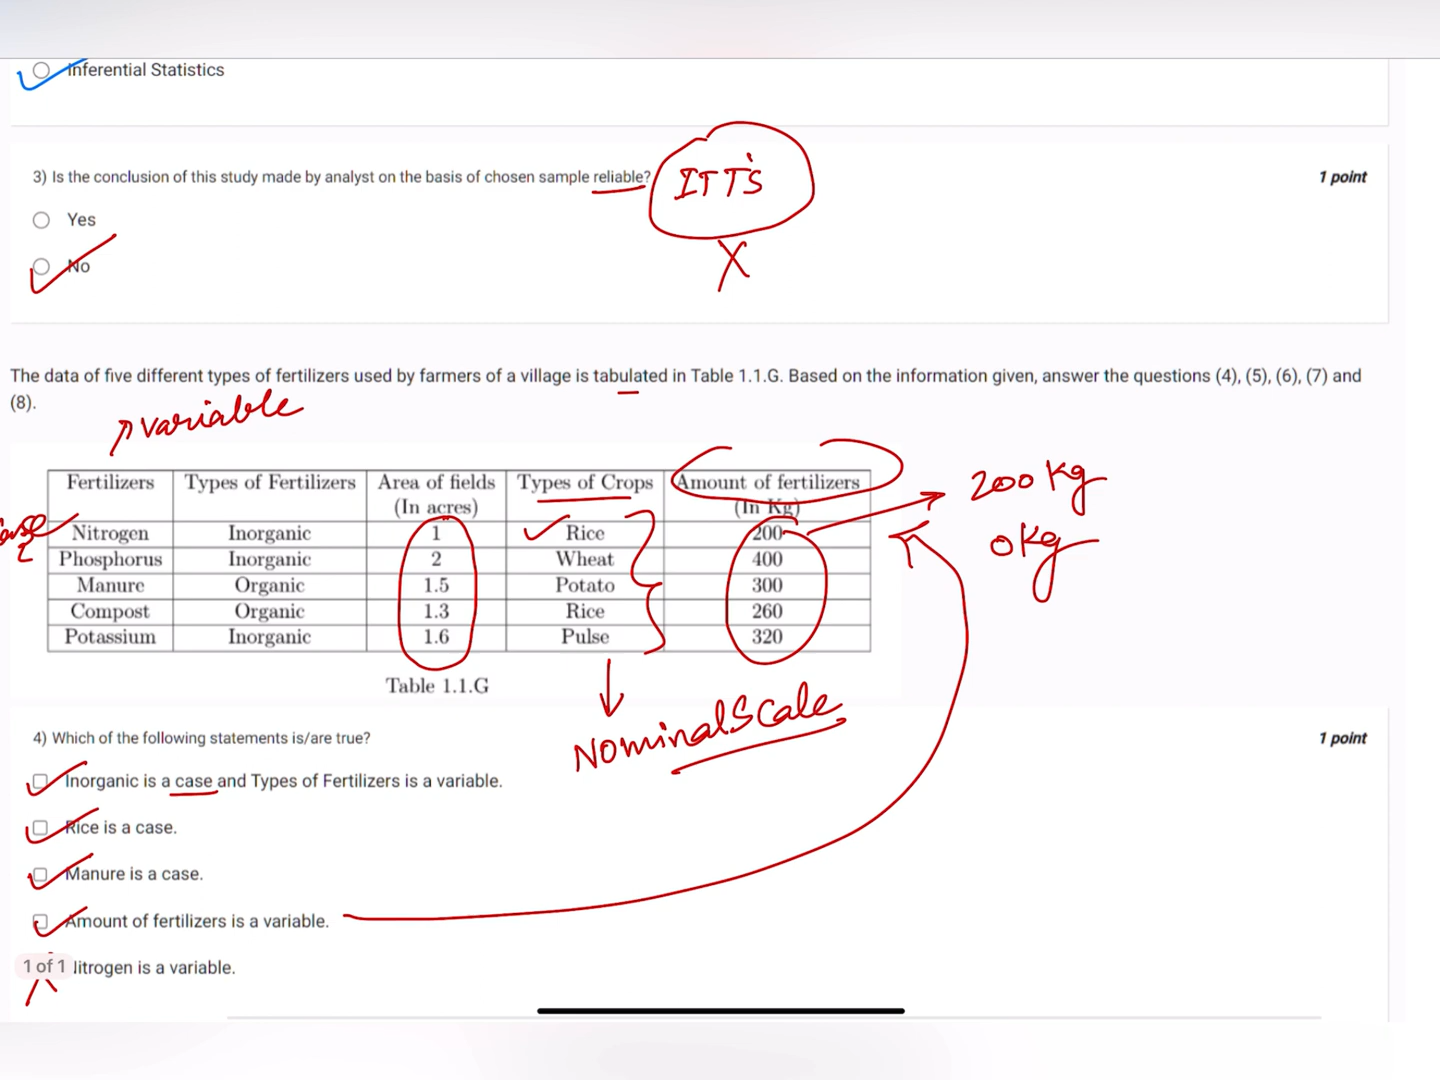 Inferential Statistics
3) Is the conclusion of this study made by analyst on the basis of chosen sample reliable?
ITT'S
1 point
Yes
No
X
The data of five different types of fertilizers used by farmers of a village is tabulated in Table 1.1.G. Based on the information given, answer the questions (4), (5), (6), (7) and
(8).
variable
Fertilizers Types of Fertilizers Area of fields (In acres) Types of Crops Amount of fertilizers (In Kg)
200 kg
Nitrogen Inorganic 1 Rice 200
0kg
Phosphorus Inorganic 2 Wheat 400
Manure Organic 1.5 Potato 300
Compost Organic 1.3 Rice 260
Potassium Inorganic 1.6 Pulse 320
Table 1.1.G
Nominal Scale
4) Which of the following statements is/are true?
1 point
Inorganic is a case and Types of Fertilizers is a variable.
Rice is a case.
Manure is a case.
Amount of fertilizers is a variable.
1 of 1 litrogen is a variable.